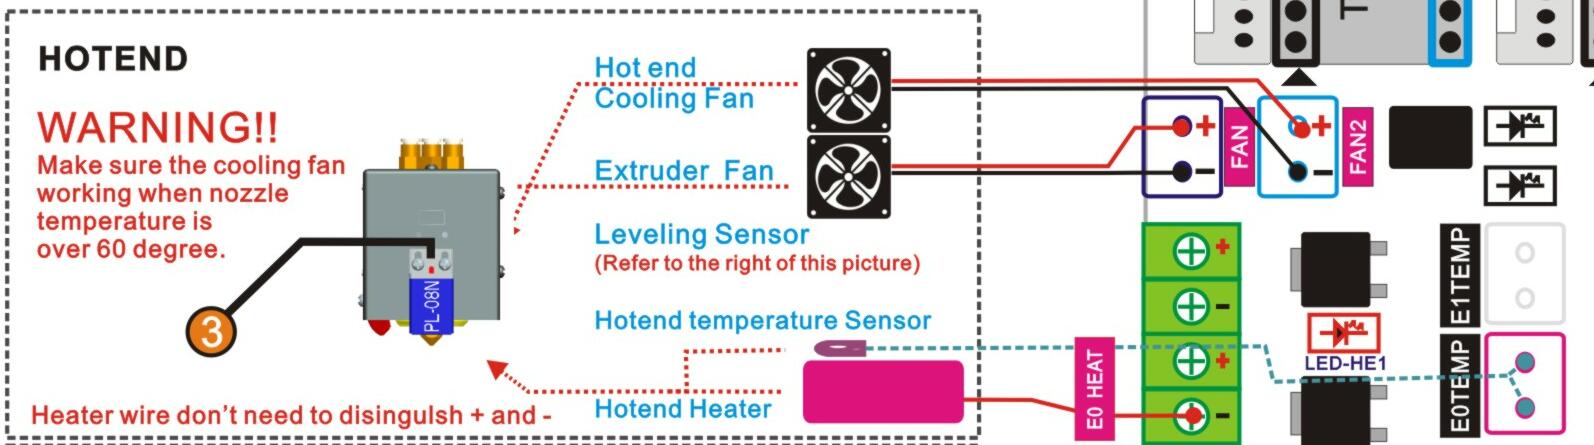 HOTEND
WARNING!!
Make sure the cooling fan
working when nozzle
temperature is
over 60 degree.
3
PL-08N
Heater wire don't need to disingulsh + and -
Hot end
Cooling Fan
Extruder Fan
Leveling Sensor
(Refer to the right of this picture)
Hotend temperature Sensor
Hotend Heater
T
+
-
FAN
+
-
FAN2
+
-
+
-
E0 HEAT
LED-HE1
E1TEMP
E0TEMP